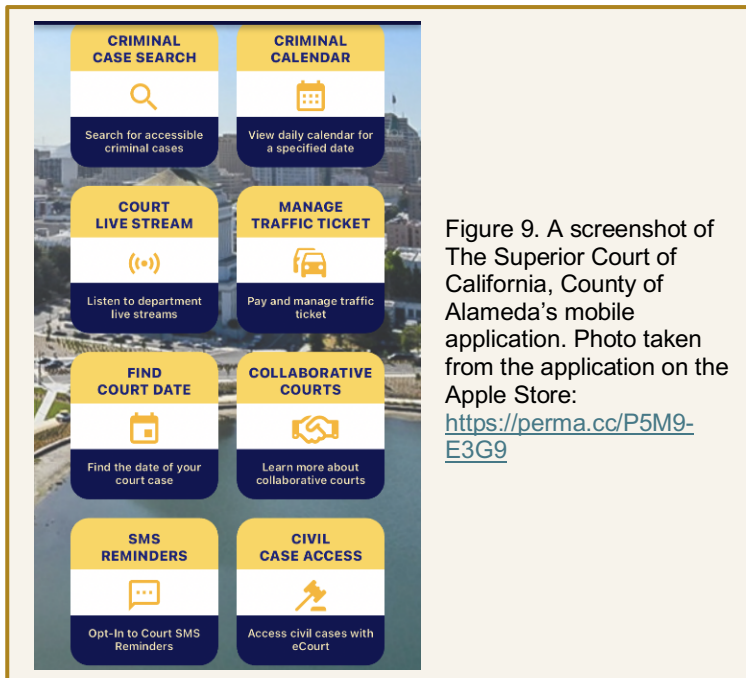 CRIMINAL
CASE SEARCH
Search for accessible
criminal cases
CRIMINAL
CALENDAR
View daily calendar for
a specified date
COURT
LIVE STREAM
Listen to department
live streams
MANAGE
TRAFFIC TICKET
Pay and manage traffic
ticket
FIND
COURT DATE
Find the date of your
court case
COLLABORATIVE
COURTS
Learn more about
collaborative courts
SMS
REMINDERS
Opt-In to Court SMS
Reminders
CIVIL
CASE ACCESS
Access civil cases with
eCourt
Figure 9. A screenshot of
The Superior Court of
California, County of
Alameda’s mobile
application. Photo taken
from the application on the
Apple Store:
https://perma.cc/P5M9-
E3G9